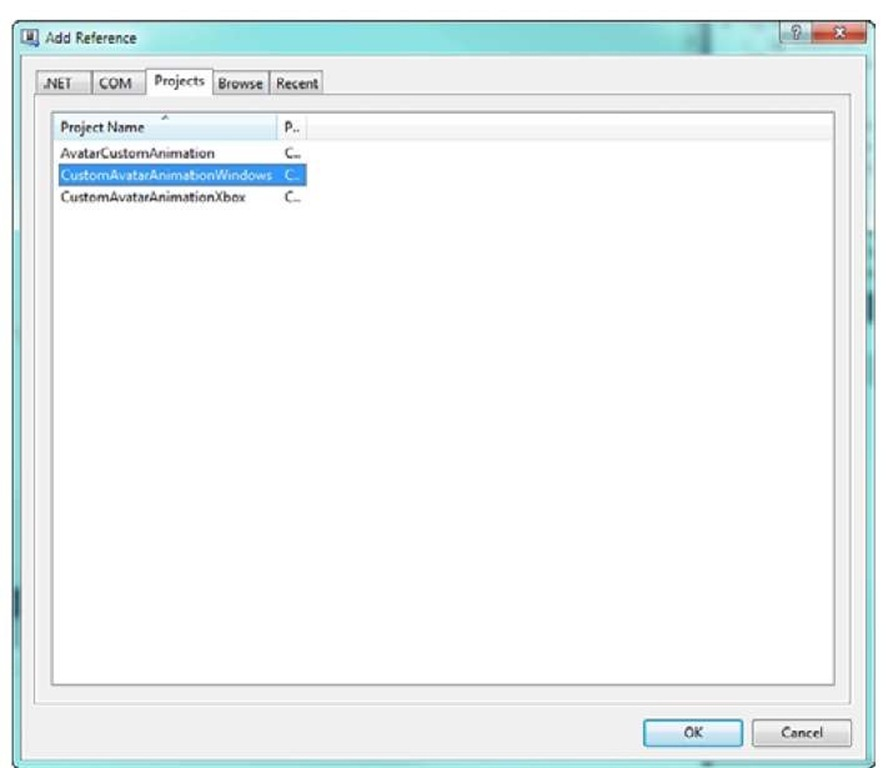 Add Reference
.NET COM Projects Browse Recent
Project Name P..
AvatarCustomAnimation C..
CustomAvatarAnimationWindows C..
CustomAvatarAnimationXbox C..
OK Cancel